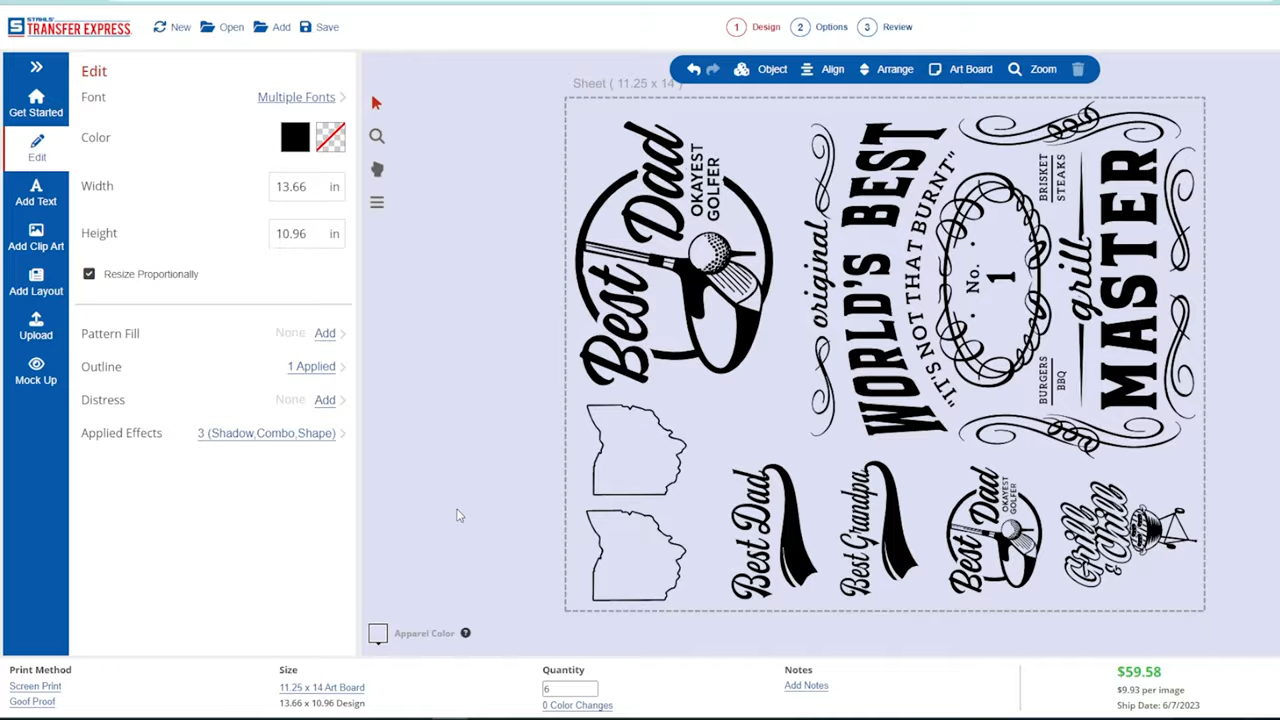 STAHLS'
TRANSFER EXPRESS
New
Open
Add
Save
1 Design
2 Options
3 Review
Get Started
Edit
Add Text
Add Clip Art
Add Layout
Upload
Mock Up
Edit
Font
Multiple Fonts
Color
Width
13.66 in
Height
10.96 in
Resize Proportionally
Pattern Fill
None Add
Outline
1 Applied
Distress
None Add
Applied Effects
3 (Shadow,Combo,Shape)
Object
Align
Arrange
Art Board
Zoom
Sheet ( 11.25 x 14 )
Best Dad
OKAYEST
GOLFER
original
WORLD'S BEST
"IT'S NOT THAT BURNT"
No.
1
BURGERS
BBQ
BRISKET
STEAKS
grill
MASTER
Best Dad
Best Grandpa
Best Dad
OKAYEST
GOLFER
Grill
& Chill
Apparel Color ?
Print Method
Screen Print
Goof Proof
Size
11.25 x 14 Art Board
13.66 x 10.96 Design
Quantity
6
0 Color Changes
Notes
Add Notes
$59.58
$9.93 per image
Ship Date: 6/7/2023